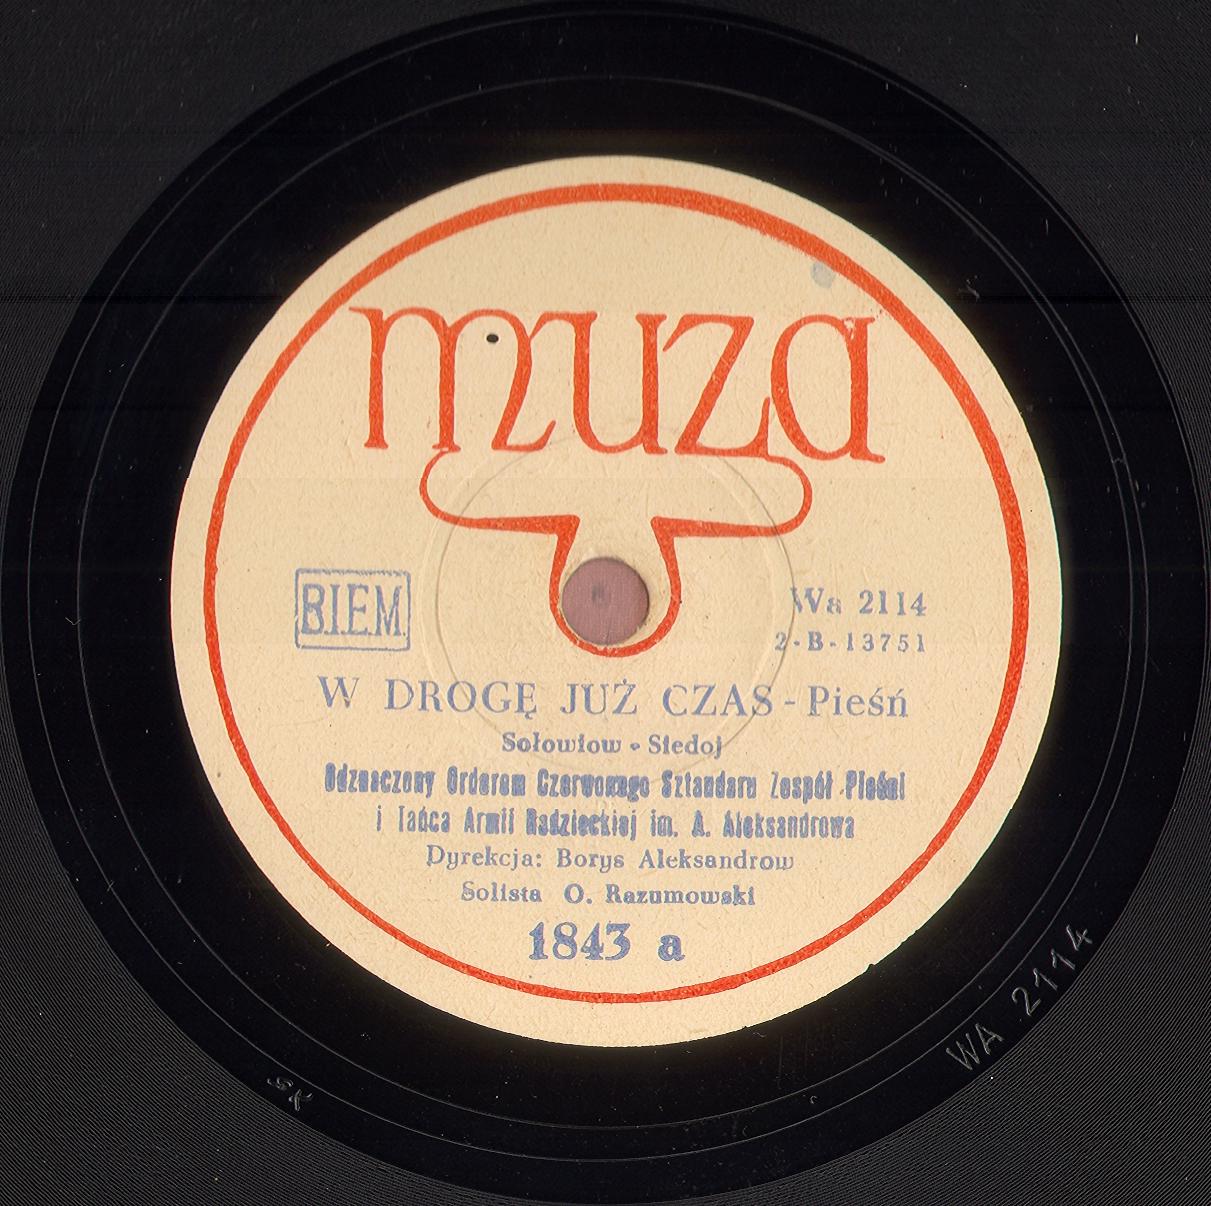 muza
B.I.E.M.
Wa 2114
2-B-13751
W DROGĘ JUŻ CZAS - Pieśń
Sołowiow - Siedoj
Odznaczony Orderem Czerwonego Sztandaru Zespół Pieśni
i Tańca Armii Radzieckiej im. A. Aleksandrowa
Dyrekcja: Borys Aleksandrow
Solista O. Razumowski
1843 a
WA 2114